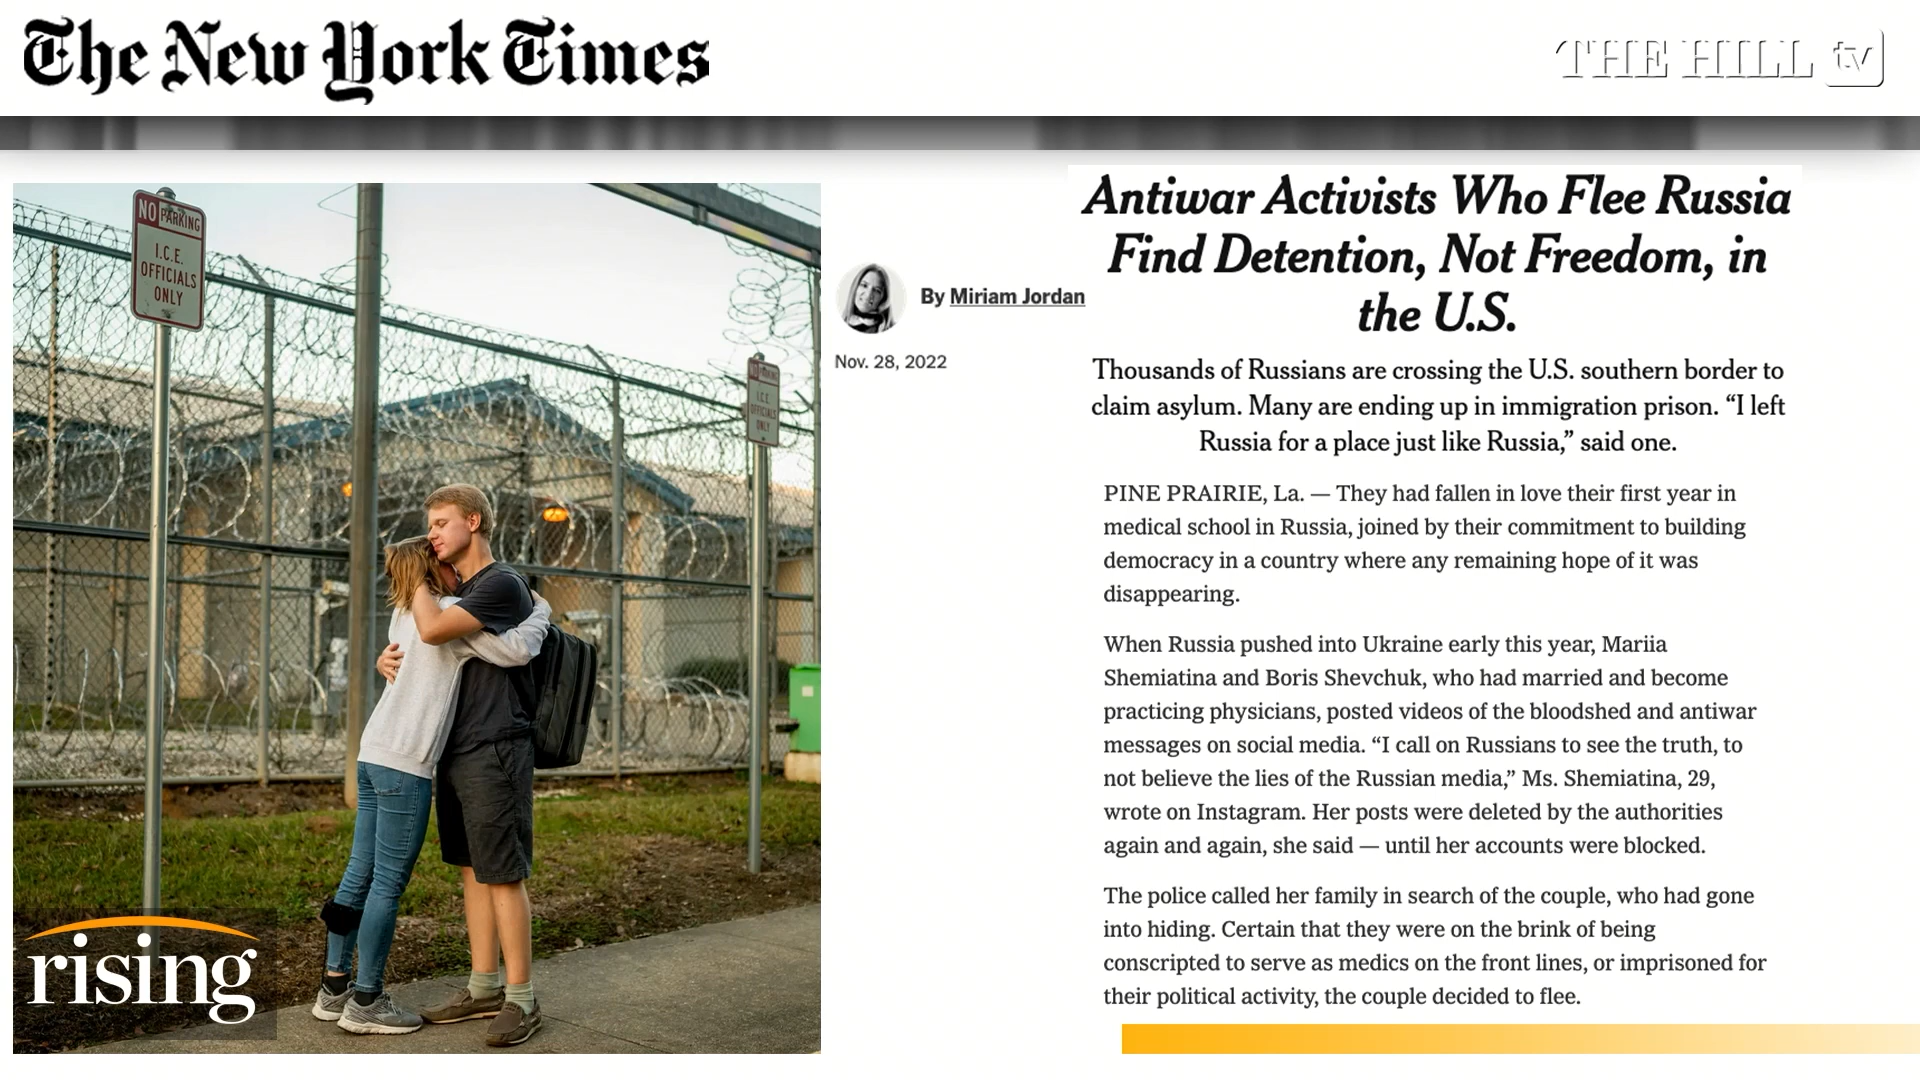 The New York Times
THE HILL tv
NO PARKING
I.C.E.
OFFICIALS
ONLY
NO PARKING
I.C.E.
OFFICIALS
ONLY
By Miriam Jordan
Nov. 28, 2022
Antiwar Activists Who Flee Russia
Find Detention, Not Freedom, in
the U.S.
Thousands of Russians are crossing the U.S. southern border to
claim asylum. Many are ending up in immigration prison. “I left
Russia for a place just like Russia,” said one.
PINE PRAIRIE, La. — They had fallen in love their first year in
medical school in Russia, joined by their commitment to building
democracy in a country where any remaining hope of it was
disappearing.
When Russia pushed into Ukraine early this year, Mariia
Shemiatina and Boris Shevchuk, who had married and become
practicing physicians, posted videos of the bloodshed and antiwar
messages on social media. “I call on Russians to see the truth, to
not believe the lies of the Russian media,” Ms. Shemiatina, 29,
wrote on Instagram. Her posts were deleted by the authorities
again and again, she said — until her accounts were blocked.
The police called her family in search of the couple, who had gone
into hiding. Certain that they were on the brink of being
conscripted to serve as medics on the front lines, or imprisoned for
their political activity, the couple decided to flee.
rising